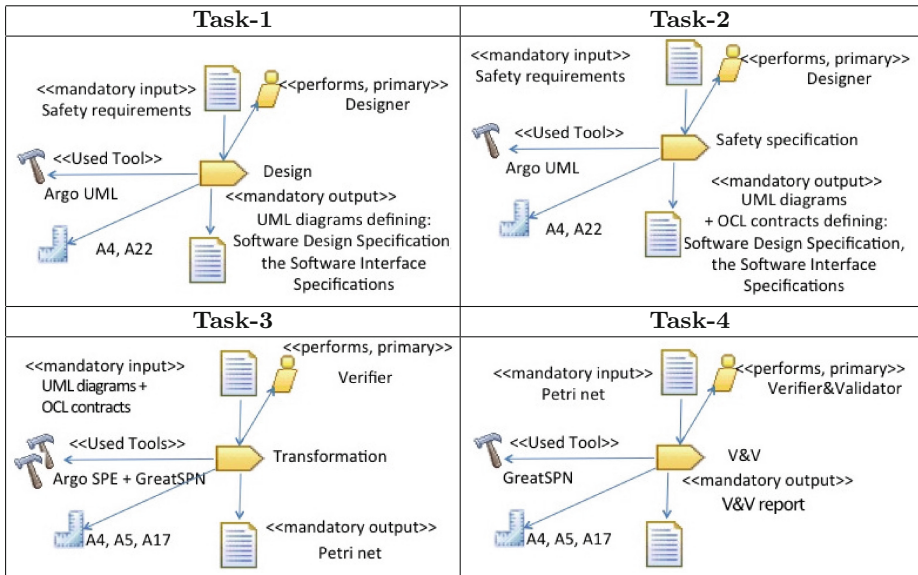 Task-1
<<mandatory input>>
Safety requirements
<<performs, primary>>
Designer
<<Used Tool>>
Argo UML
Design
A4, A22
<<mandatory output>>
UML diagrams defining:
Software Design Specification
the Software Interface
Specifications
Task-2
<<mandatory input>>
Safety requirements
<<performs, primary>>
Designer
<<Used Tool>>
Argo UML
Safety specification
A4, A22
<<mandatory output>>
UML diagrams
+ OCL contracts defining:
Software Design Specification,
the Software Interface
Specifications
Task-3
<<mandatory input>>
UML diagrams +
OCL contracts
<<performs, primary>>
Verifier
<<Used Tools>>
Argo SPE + GreatSPN
Transformation
A4, A5, A17
<<mandatory output>>
Petri net
Task-4
<<mandatory input>>
Petri net
<<performs, primary>>
Verifier&Validator
<<Used Tool>>
GreatSPN
V&V
A4, A5, A17
<<mandatory output>>
V&V report